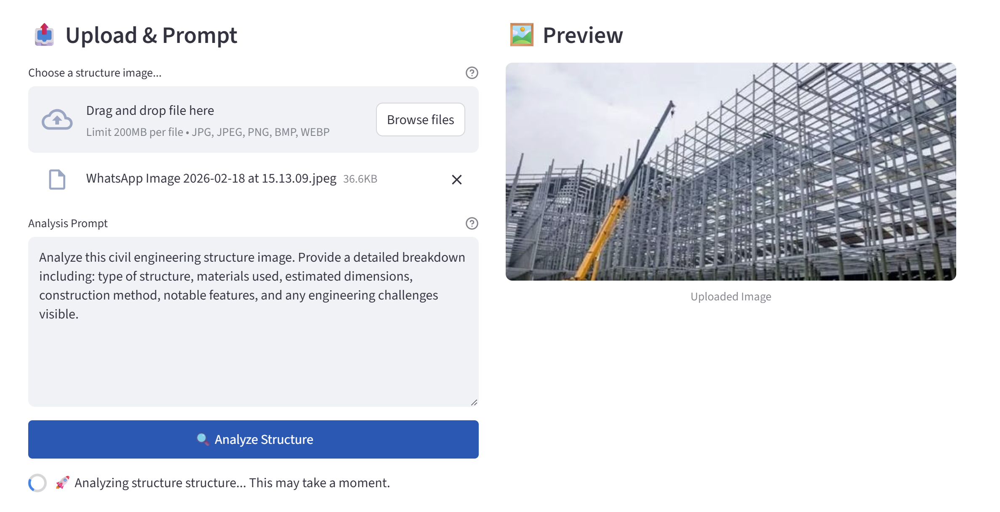 Upload & Prompt
Choose a structure image...
Drag and drop file here
Limit 200MB per file • JPG, JPEG, PNG, BMP, WEBP
Browse files
WhatsApp Image 2026-02-18 at 15.13.09.jpeg 36.6KB
Analysis Prompt
Analyze this civil engineering structure image. Provide a detailed breakdown
including: type of structure, materials used, estimated dimensions,
construction method, notable features, and any engineering challenges
visible.
Analyze Structure
Analyzing structure structure... This may take a moment.
Preview
Uploaded Image